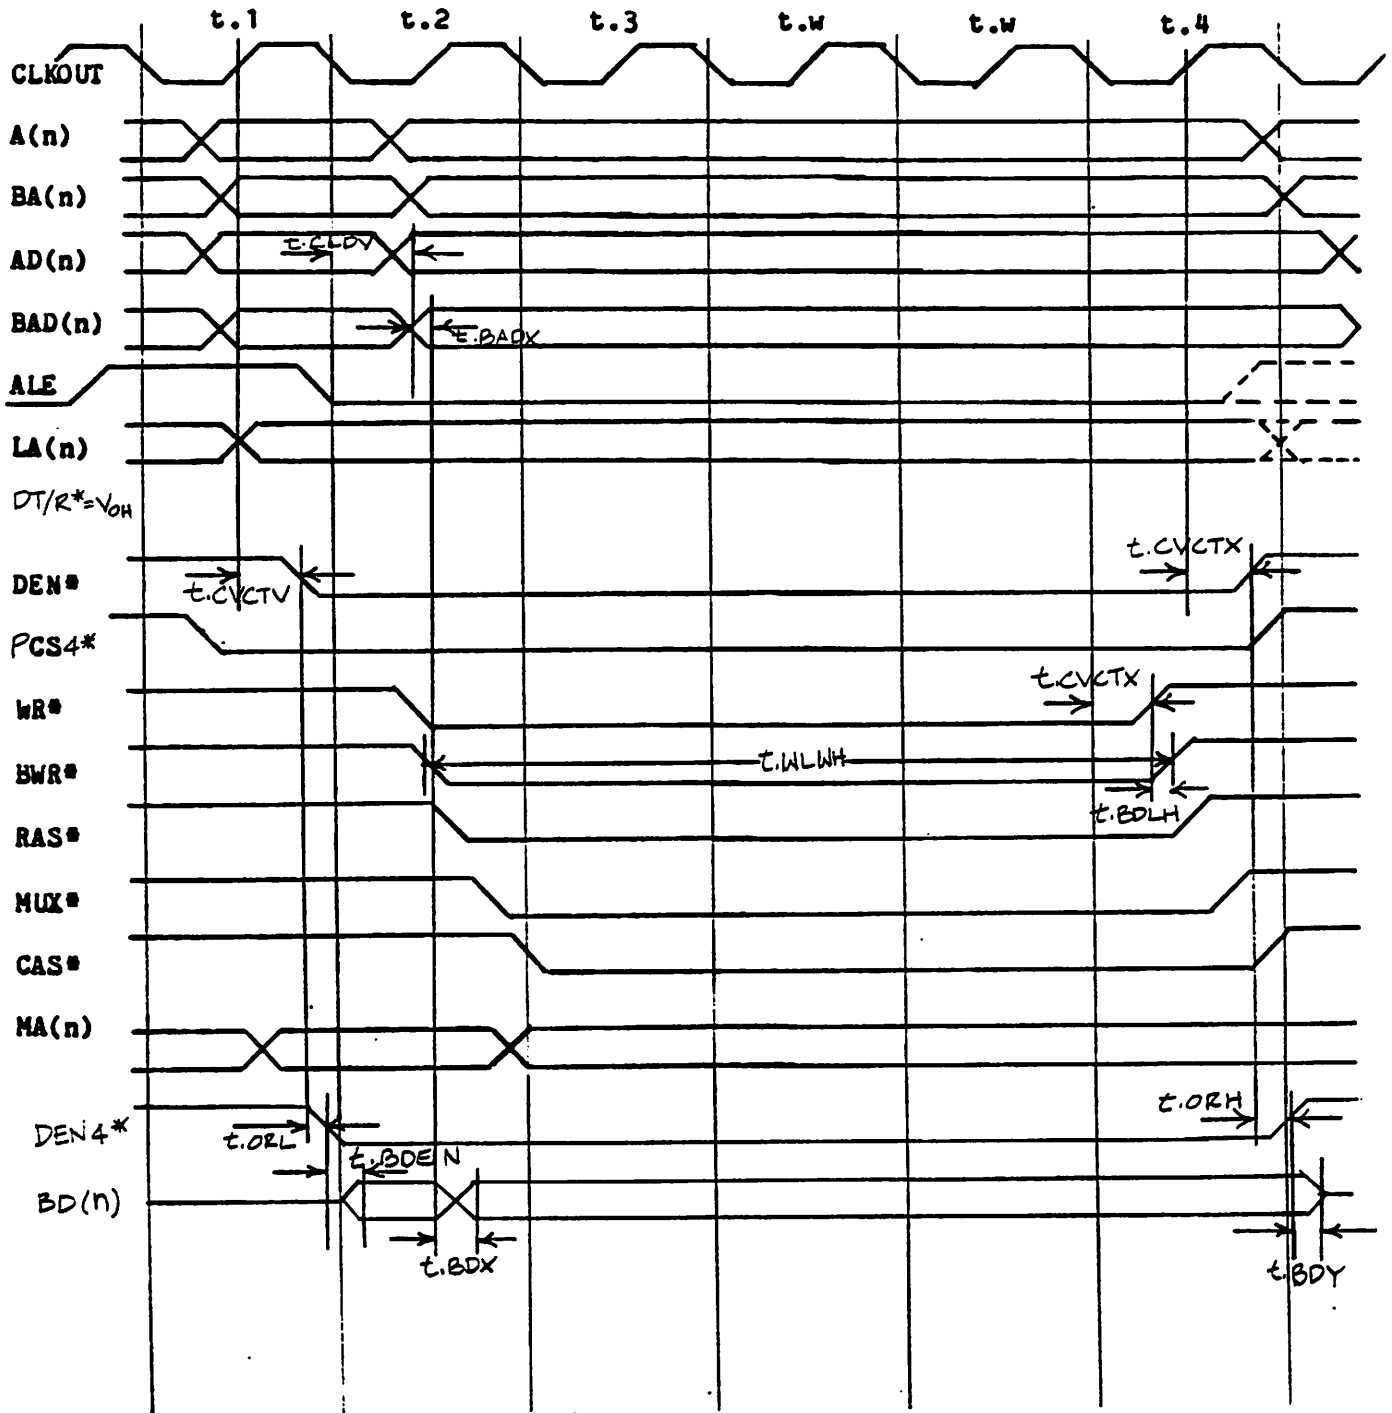 t.1 t.2 t.3 t.W t.W t.4
CLKOUT
A(n)
BA(n)
t.CLDV
AD(n)
BAD(n)
t.BADX
ALE
LA(n)
DT/R*=VOH
t.CVCTX
DEN*
t.CVCTV
PCS4*
t.CVCTX
WR*
t.WLWH
BWR*
t.BDLH
RAS*
MUX*
CAS*
MA(n)
t.ORH
DEN4*
t.ORL
t.BDEN
BD(n)
t.BDX
t.BDY